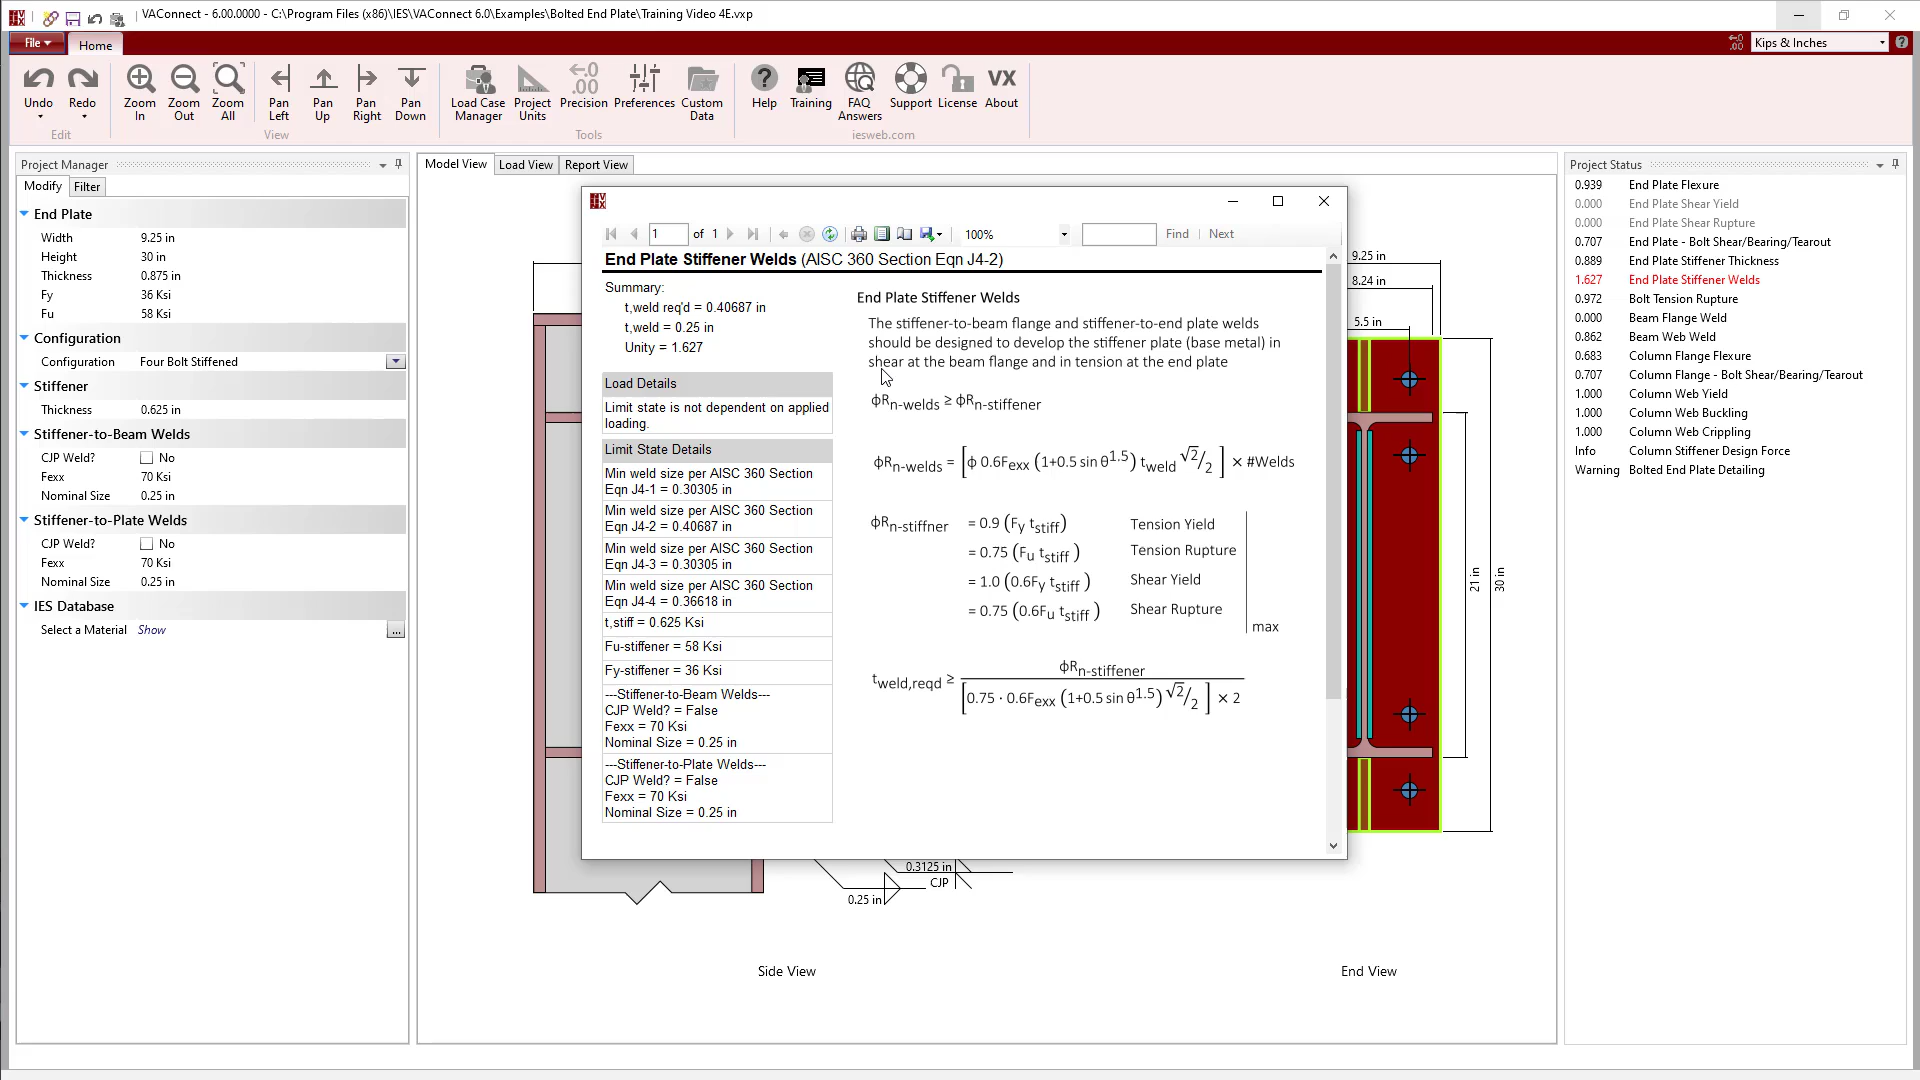 VAConnect - 6.00.0000 - C:\Program Files (x86)\IES\VAConnect 6.0\Examples\Bolted End Plate\Training Video 4E.vxp
File Home
Kips & Inches
Undo Redo Zoom In Zoom Out Zoom All Pan Left Pan Up Pan Right Pan Down Load Case Manager Project Units Precision Preferences Custom Data Help Training FAQ Answers Support License About
Edit View Tools iesweb.com
Project Manager
Modify Filter
End Plate
Width 9.25 in
Height 30 in
Thickness 0.875 in
Fy 36 Ksi
Fu 58 Ksi
Configuration
Configuration Four Bolt Stiffened
Stiffener
Thickness 0.625 in
Stiffener-to-Beam Welds
CJP Weld? No
Fexx 70 Ksi
Nominal Size 0.25 in
Stiffener-to-Plate Welds
CJP Weld? No
Fexx 70 Ksi
Nominal Size 0.25 in
IES Database
Select a Material Show ...
Model View Load View Report View
1 of 1 100% Find | Next
End Plate Stiffener Welds (AISC 360 Section Eqn J4-2)
Summary:
t,weld req'd = 0.40687 in
t,weld = 0.25 in
Unity = 1.627
Load Details
Limit state is not dependent on applied
loading.
Limit State Details
Min weld size per AISC 360 Section
Eqn J4-1 = 0.30305 in
Min weld size per AISC 360 Section
Eqn J4-2 = 0.40687 in
Min weld size per AISC 360 Section
Eqn J4-3 = 0.30305 in
Min weld size per AISC 360 Section
Eqn J4-4 = 0.36618 in
t,stiff = 0.625 Ksi
Fu-stiffener = 58 Ksi
Fy-stiffener = 36 Ksi
---Stiffener-to-Beam Welds---
CJP Weld? = False
Fexx = 70 Ksi
Nominal Size = 0.25 in
---Stiffener-to-Plate Welds---
CJP Weld? = False
Fexx = 70 Ksi
Nominal Size = 0.25 in
End Plate Stiffener Welds
The stiffener-to-beam flange and stiffener-to-end plate welds
should be designed to develop the stiffener plate (base metal) in
shear at the beam flange and in tension at the end plate
ϕRn-welds ≥ ϕRn-stiffener
ϕRn-welds = [ϕ 0.6Fexx (1+0.5 sin θ^1.5) tweld √2/2] × #Welds
ϕRn-stiffner = 0.9 (Fy tstiff) Tension Yield
= 0.75 (Fu tstiff) Tension Rupture
= 1.0 (0.6Fy tstiff) Shear Yield
= 0.75 (0.6Fu tstiff) Shear Rupture
max
tweld,reqd ≥ ϕRn-stiffener / [0.75 · 0.6Fexx (1+0.5 sin θ^1.5) √2/2] × 2
9.25 in
8.24 in
5.5 in
21 in
30 in
0.3125 in
CJP
0.25 in
Side View
End View
Project Status
0.939 End Plate Flexure
0.000 End Plate Shear Yield
0.000 End Plate Shear Rupture
0.707 End Plate - Bolt Shear/Bearing/Tearout
0.889 End Plate Stiffener Thickness
1.627 End Plate Stiffener Welds
0.972 Bolt Tension Rupture
0.000 Beam Flange Weld
0.862 Beam Web Weld
0.683 Column Flange Flexure
0.707 Column Flange - Bolt Shear/Bearing/Tearout
1.000 Column Web Yield
1.000 Column Web Buckling
1.000 Column Web Crippling
Info Column Stiffener Design Force
Warning Bolted End Plate Detailing